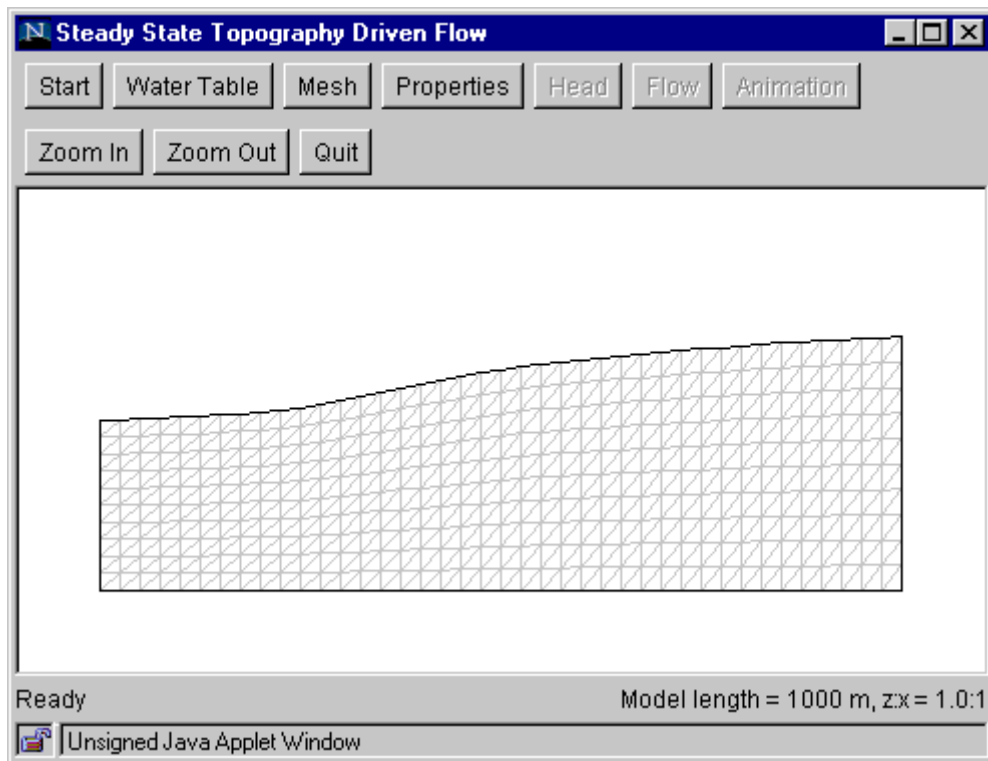 N Steady State Topography Driven Flow
Start Water Table Mesh Properties Head Flow Animation
Zoom In Zoom Out Quit
Ready Model length = 1000 m, z:x = 1.0:1
Unsigned Java Applet Window